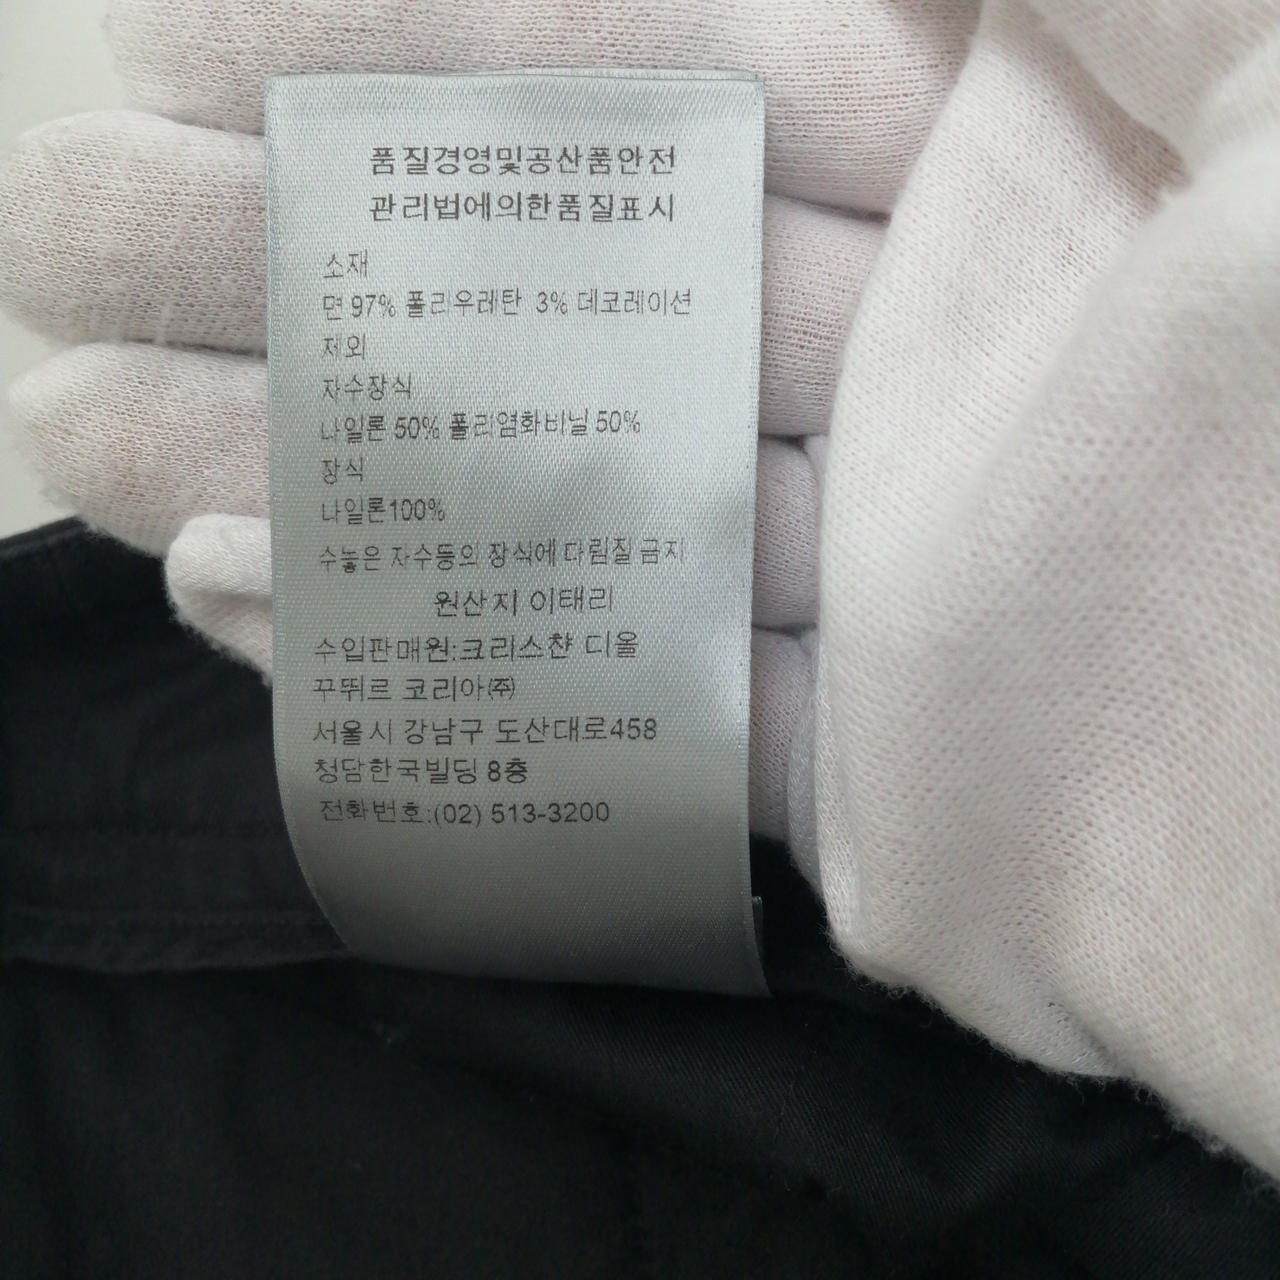 품질경영및공산품안전
관리법에의한품질표시
소재
면 97% 폴리우레탄 3% 데코레이션
제외
자수장식
나일론 50% 폴리염화비닐 50%
장식
나일론100%
수놓은 자수등의 장식에 다림질 금지
원산지 이태리
수입판매원:크리스챤 디올
꾸뛰르 코리아㈜
서울시 강남구 도산대로458
청담한국빌딩 8층
전화번호:(02) 513-3200